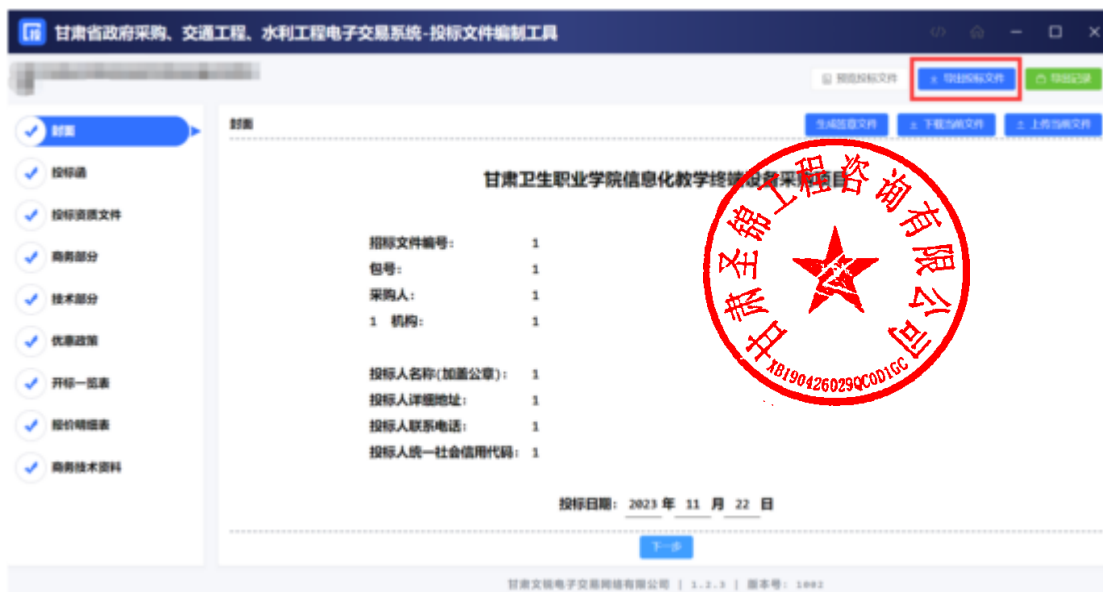 甘肃省政府采购、交通工程、水利工程电子交易系统-投标文件编制工具
预览投标文件 导出投标文件 导出记录
封面
投标函
投标资质文件
商务部分
技术部分
优惠政策
开标一览表
报价明细表
商务技术资料
封面
生成签章文件 下载当前文件 上传当前文件
甘肃卫生职业学院信息化教学终端设备采购项目
招标文件编号： 1
包号： 1
采购人： 1
1 机构： 1
投标人名称(加盖公章)： 1
投标人详细地址： 1
投标人联系电话： 1
投标人统一社会信用代码： 1
投标日期： 2023 年 11 月 22 日
下一步
甘肃文锐电子交易网络有限公司 | 1.2.3 | 版本号: 1002
甘肃圣锦工程咨询有限公司
XB190426029QCOD1GC